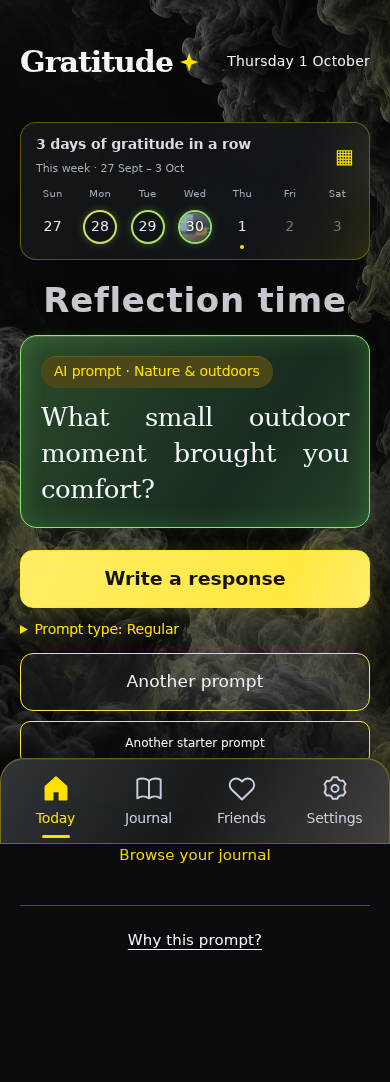 Gratitude
Thursday 1 October
3 days of gratitude in a row
This week · 27 Sept – 3 Oct
Sun Mon Tue Wed Thu Fri Sat
27 28 29 30 1 2 3
Reflection time
AI prompt · Nature & outdoors
What small outdoor
moment brought you
comfort?
Write a response
Prompt type: Regular
Another prompt
Another starter prompt
Today Journal Friends Settings
Browse your journal
Why this prompt?